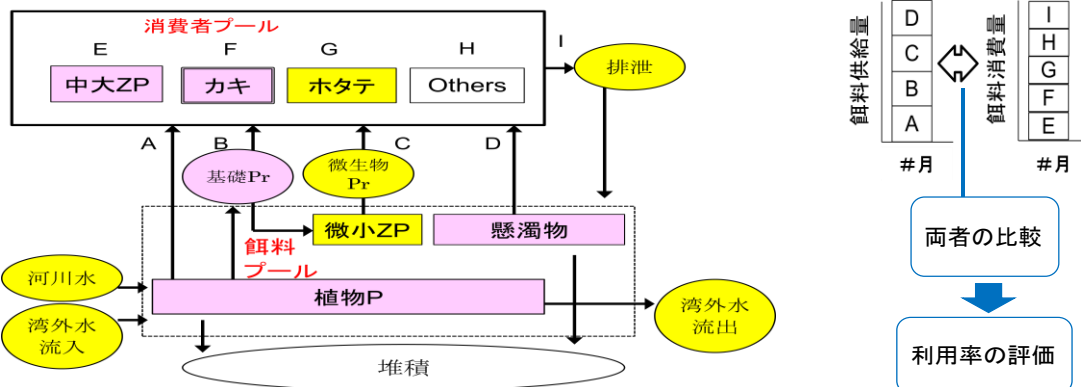 消費者プール
E F G H
中大ZP カキ ホタテ Others
I
排泄
A B C D
基礎Pr
微生物
Pr
微小ZP
懸濁物
餌料
プール
河川水
植物P
湾外水
流入
湾外水
流出
堆積
餌料供給量
D
C
B
A
#月
餌料消費量
I
H
G
F
E
#月
両者の比較
利用率の評価